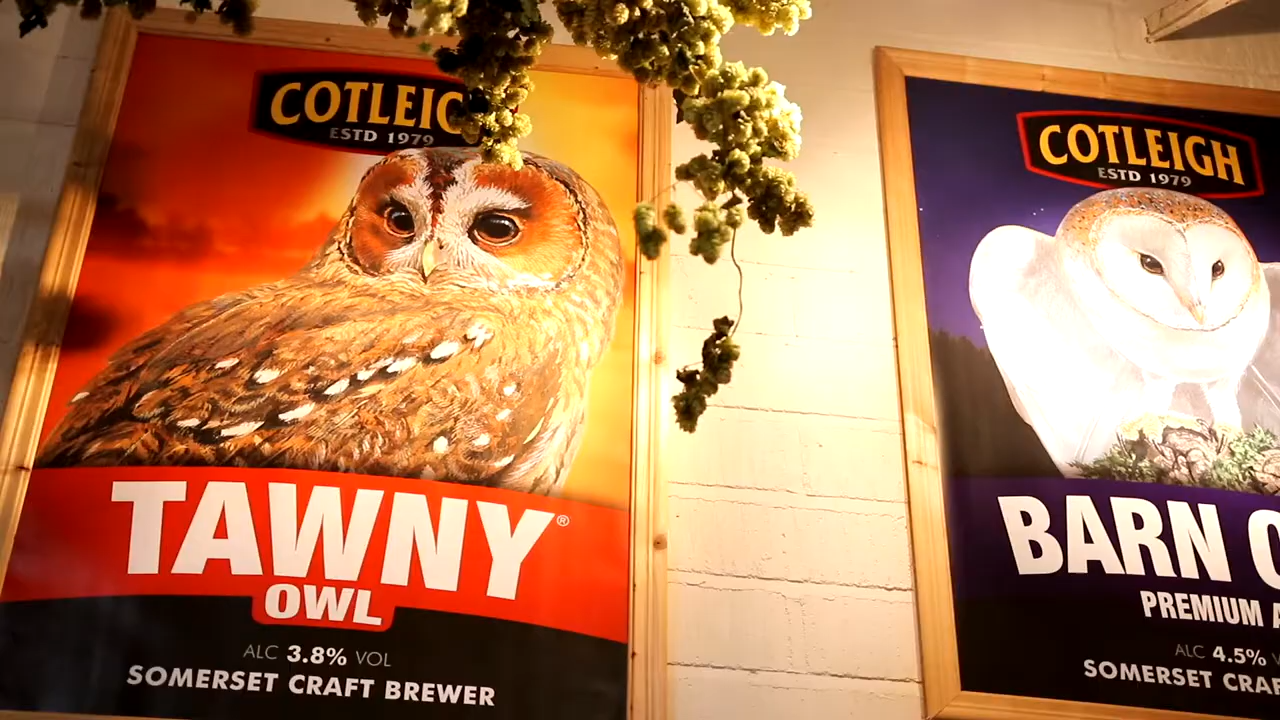 COTLEIG
ESTD 1979
TAWNY®
OWL
ALC 3.8% VOL
SOMERSET CRAFT BREWER
COTLEIGH
ESTD 1979
BARN
PREMIUM
ALC 4.5%
SOMERSET